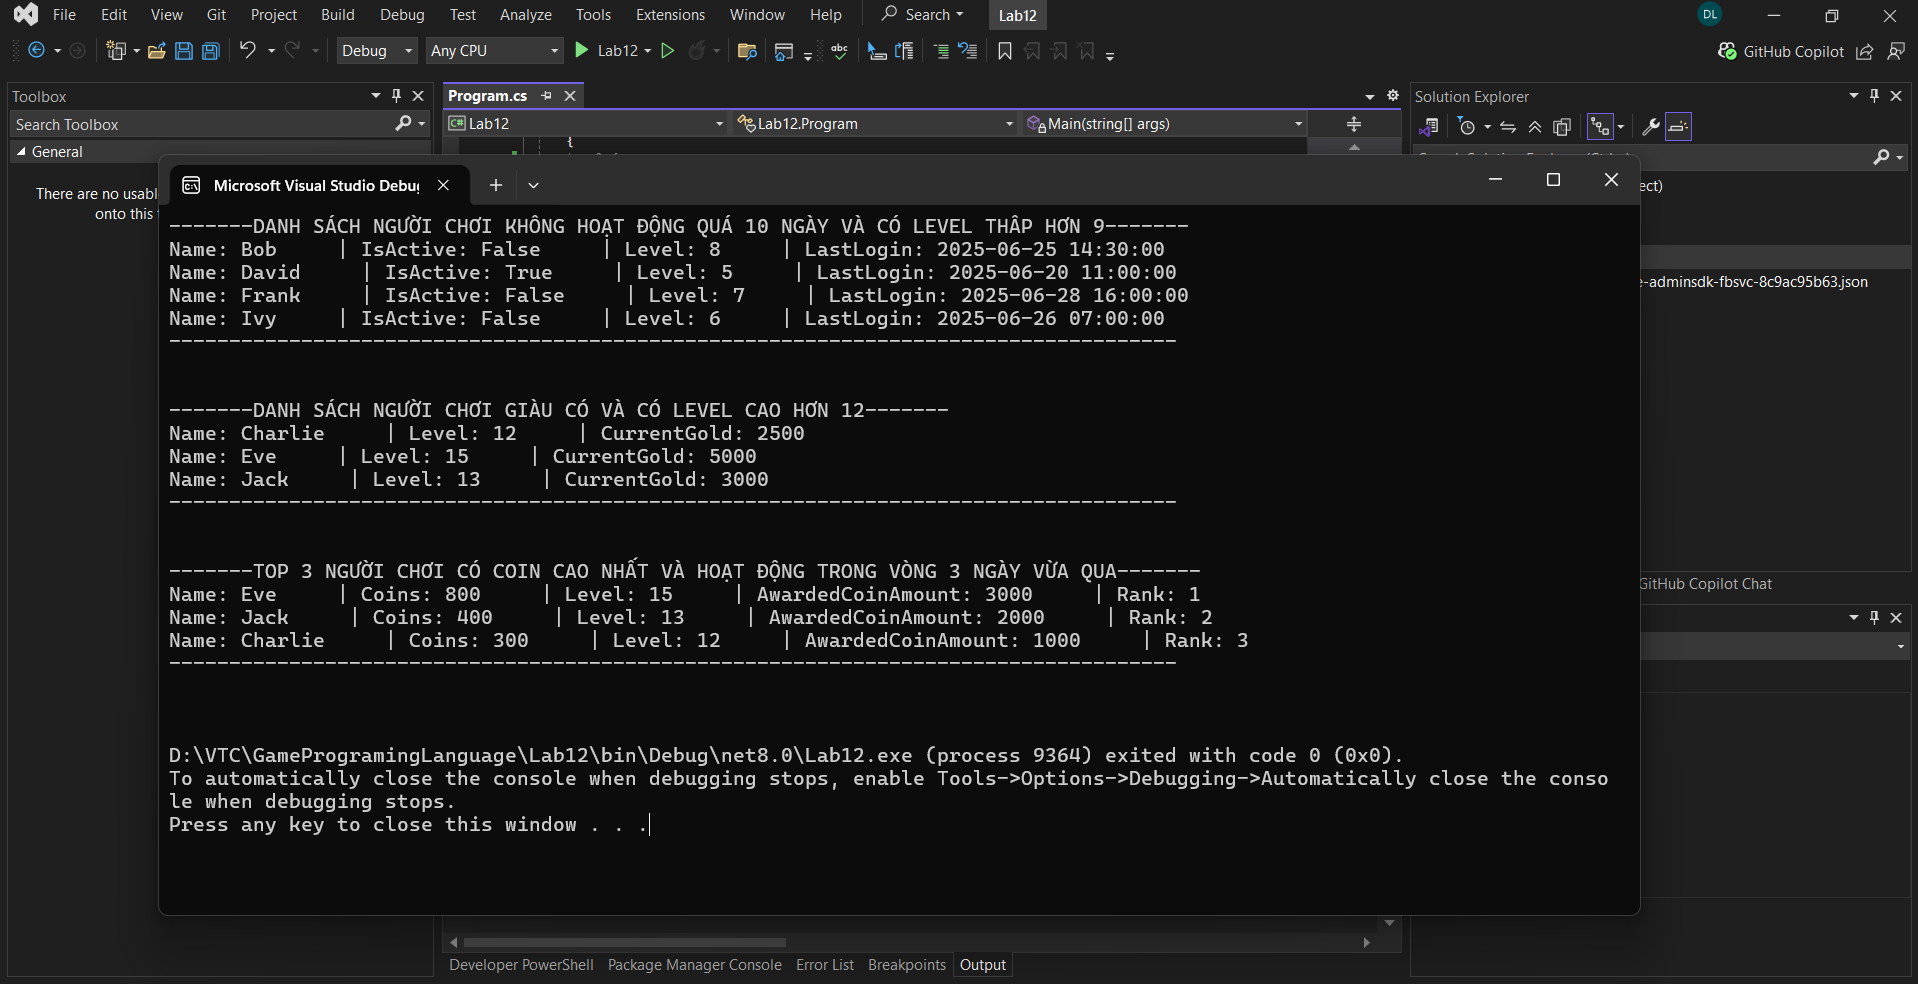 File Edit View Git Project Build Debug Test Analyze Tools Extensions Window Help Search Lab12 DL
Debug Any CPU Lab12 abc GitHub Copilot
Toolbox
Search Toolbox
General
There are no usabl
onto this
Program.cs
C# Lab12 Lab12.Program Main(string[] args)
{
Solution Explorer
ect)
e-adminsdk-fbsvc-8c9ac95b63.json
GitHub Copilot Chat
Microsoft Visual Studio Debu
-------DANH SÁCH NGƯỜI CHƠI KHÔNG HOẠT ĐỘNG QUÁ 10 NGÀY VÀ CÓ LEVEL THẤP HƠN 9-------
Name: Bob | IsActive: False | Level: 8 | LastLogin: 2025-06-25 14:30:00
Name: David | IsActive: True | Level: 5 | LastLogin: 2025-06-20 11:00:00
Name: Frank | IsActive: False | Level: 7 | LastLogin: 2025-06-28 16:00:00
Name: Ivy | IsActive: False | Level: 6 | LastLogin: 2025-06-26 07:00:00
------------------------------------------------------------------------------------
-------DANH SÁCH NGƯỜI CHƠI GIÀU CÓ VÀ CÓ LEVEL CAO HƠN 12-------
Name: Charlie | Level: 12 | CurrentGold: 2500
Name: Eve | Level: 15 | CurrentGold: 5000
Name: Jack | Level: 13 | CurrentGold: 3000
------------------------------------------------------------------------------------
-------TOP 3 NGƯỜI CHƠI CÓ COIN CAO NHẤT VÀ HOẠT ĐỘNG TRONG VÒNG 3 NGÀY VỪA QUA-------
Name: Eve | Coins: 800 | Level: 15 | AwardedCoinAmount: 3000 | Rank: 1
Name: Jack | Coins: 400 | Level: 13 | AwardedCoinAmount: 2000 | Rank: 2
Name: Charlie | Coins: 300 | Level: 12 | AwardedCoinAmount: 1000 | Rank: 3
------------------------------------------------------------------------------------
D:\VTC\GameProgramingLanguage\Lab12\bin\Debug\net8.0\Lab12.exe (process 9364) exited with code 0 (0x0).
To automatically close the console when debugging stops, enable Tools->Options->Debugging->Automatically close the conso
le when debugging stops.
Press any key to close this window . . .
Developer PowerShell Package Manager Console Error List Breakpoints Output